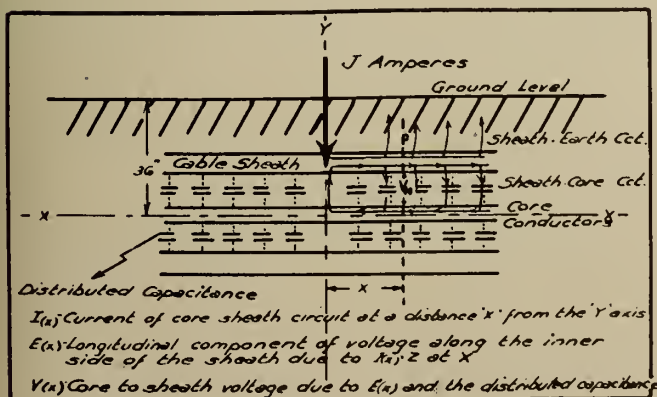 Y
J Amperes
Ground Level
Sheath-Earth Cct.
36"
Cable Sheath
P
Sheath-Core Cct.
Core
X X
Conductors
X
Distributed Capacitance
I(x)-Current of core sheath circuit at a distance 'x' from the 'Y' axis
E(x)-Longitudinal component of voltage along the inner
side of the sheath due to I(x)·Z at X
V(x)-Core to sheath voltage due to E(x) and the distributed capacitance